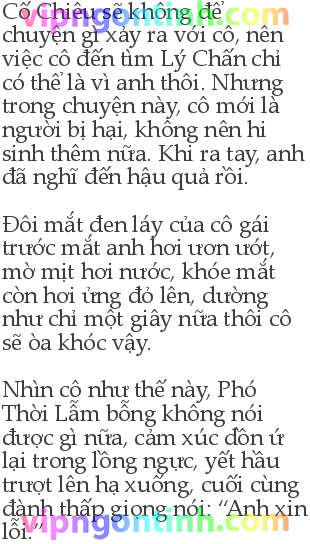 Cố Chiêu sẽ không để
chuyện gì xảy ra với cô, nên
việc cô đến tìm Lý Chấn chỉ
có thể là vì anh thôi. Nhưng
trong chuyện này, cô mới là
người bị hại, không nên hi
sinh thêm nữa. Khi ra tay, anh
đã nghĩ đến hậu quả rồi.
Đôi mắt đen láy của cô gái
trước mắt anh hơi ươn ướt,
mờ mịt hơi nước, khóe mắt
còn hơi ửng đỏ lên, dường
như chỉ một giây nữa thôi cô
sẽ òa khóc vậy.
Nhìn cô như thế này, Phó
Thời Lẫm bỗng không nói
được gì nữa, cảm xúc dồn ứ
lại trong lồng ngực, yết hầu
trượt lên hạ xuống, cuối cùng
đành thấp giọng nói: “Anh xin
lỗi.”
vipngontinh.com
vipngontinh.com